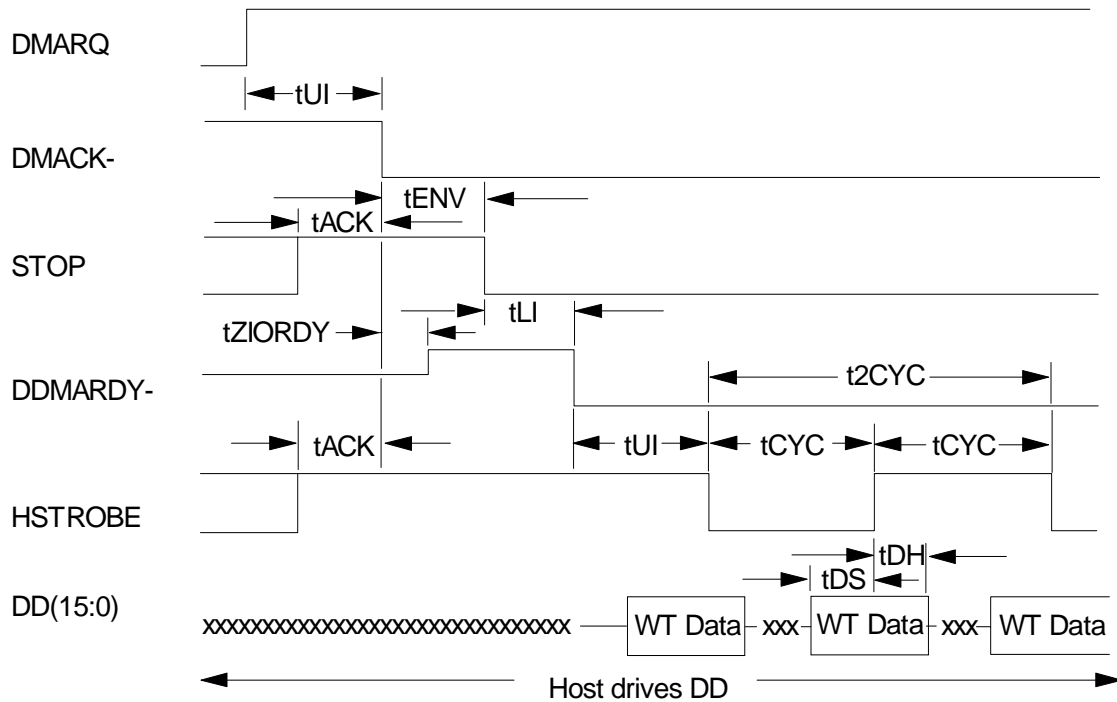 DMARQ
tUI
DMACK-
tENV
tACK
STOP
tLI
tZIORDY
t2CYC
DDMARDY-
tACK
tUI
tCYC
tCYC
HSTROBE
tDH
tDS
DD(15:0)
xxxxxxxxxxxxxxxxxxxxxxxxxxxxxxx WT Data xxx WT Data xxx WT Data
Host drives DD